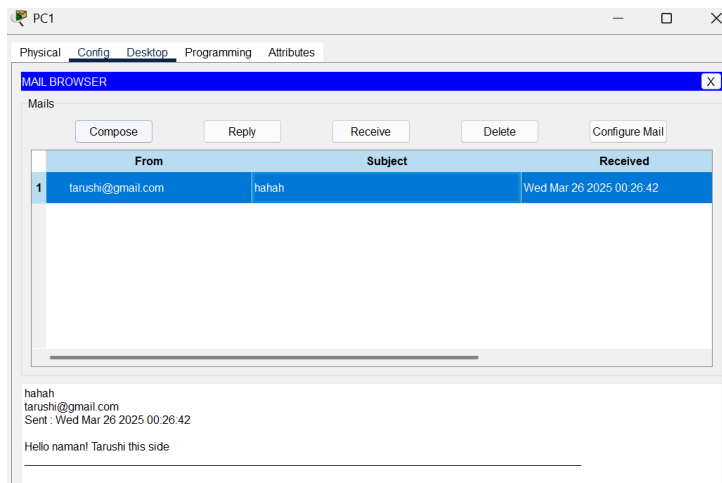 PC1
Physical Config Desktop Programming Attributes
MAIL BROWSER X
Mails
Compose Reply Receive Delete Configure Mail
From Subject Received
1 tarushi@gmail.com hahah Wed Mar 26 2025 00:26:42
hahah
tarushi@gmail.com
Sent : Wed Mar 26 2025 00:26:42
Hello naman! Tarushi this side